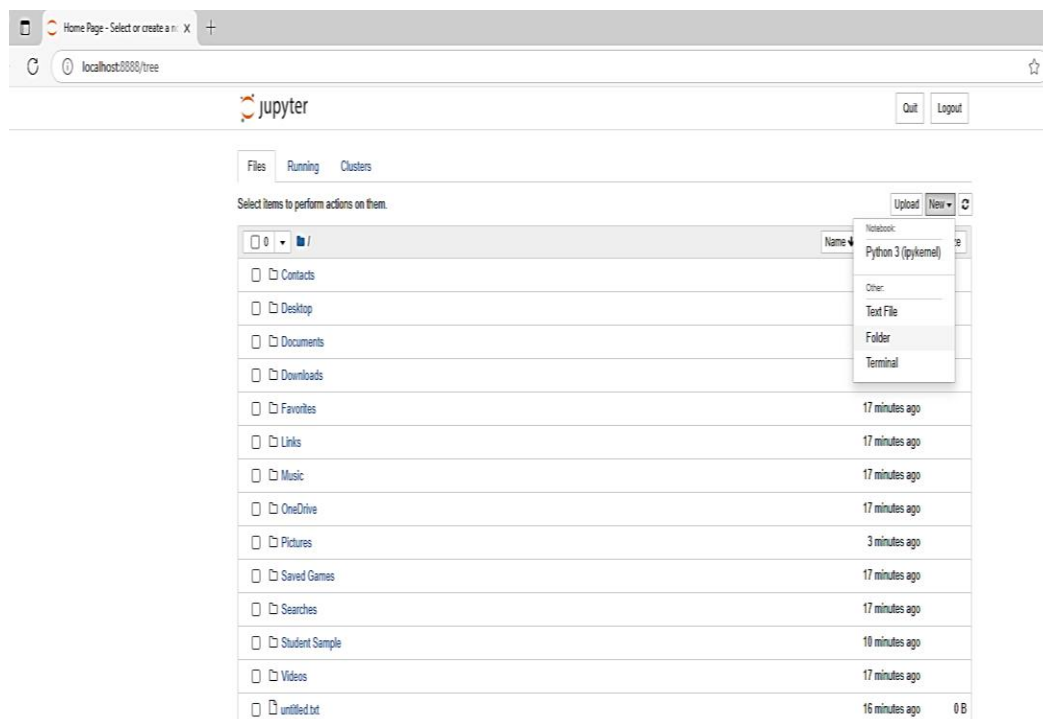 Home Page - Select or create a n
localhost:8888/tree
jupyter
Quit Logout
Files Running Clusters
Select items to perform actions on them.
Upload New
0 /
Name
Notebook:
Python 3 (ipykernel)
Other:
Text File
Folder
Terminal
Contacts
Desktop
Documents
Downloads
Favorites 17 minutes ago
Links 17 minutes ago
Music 17 minutes ago
OneDrive 17 minutes ago
Pictures 3 minutes ago
Saved Games 17 minutes ago
Searches 17 minutes ago
Student Sample 10 minutes ago
Videos 17 minutes ago
untitled.txt 16 minutes ago 0 B